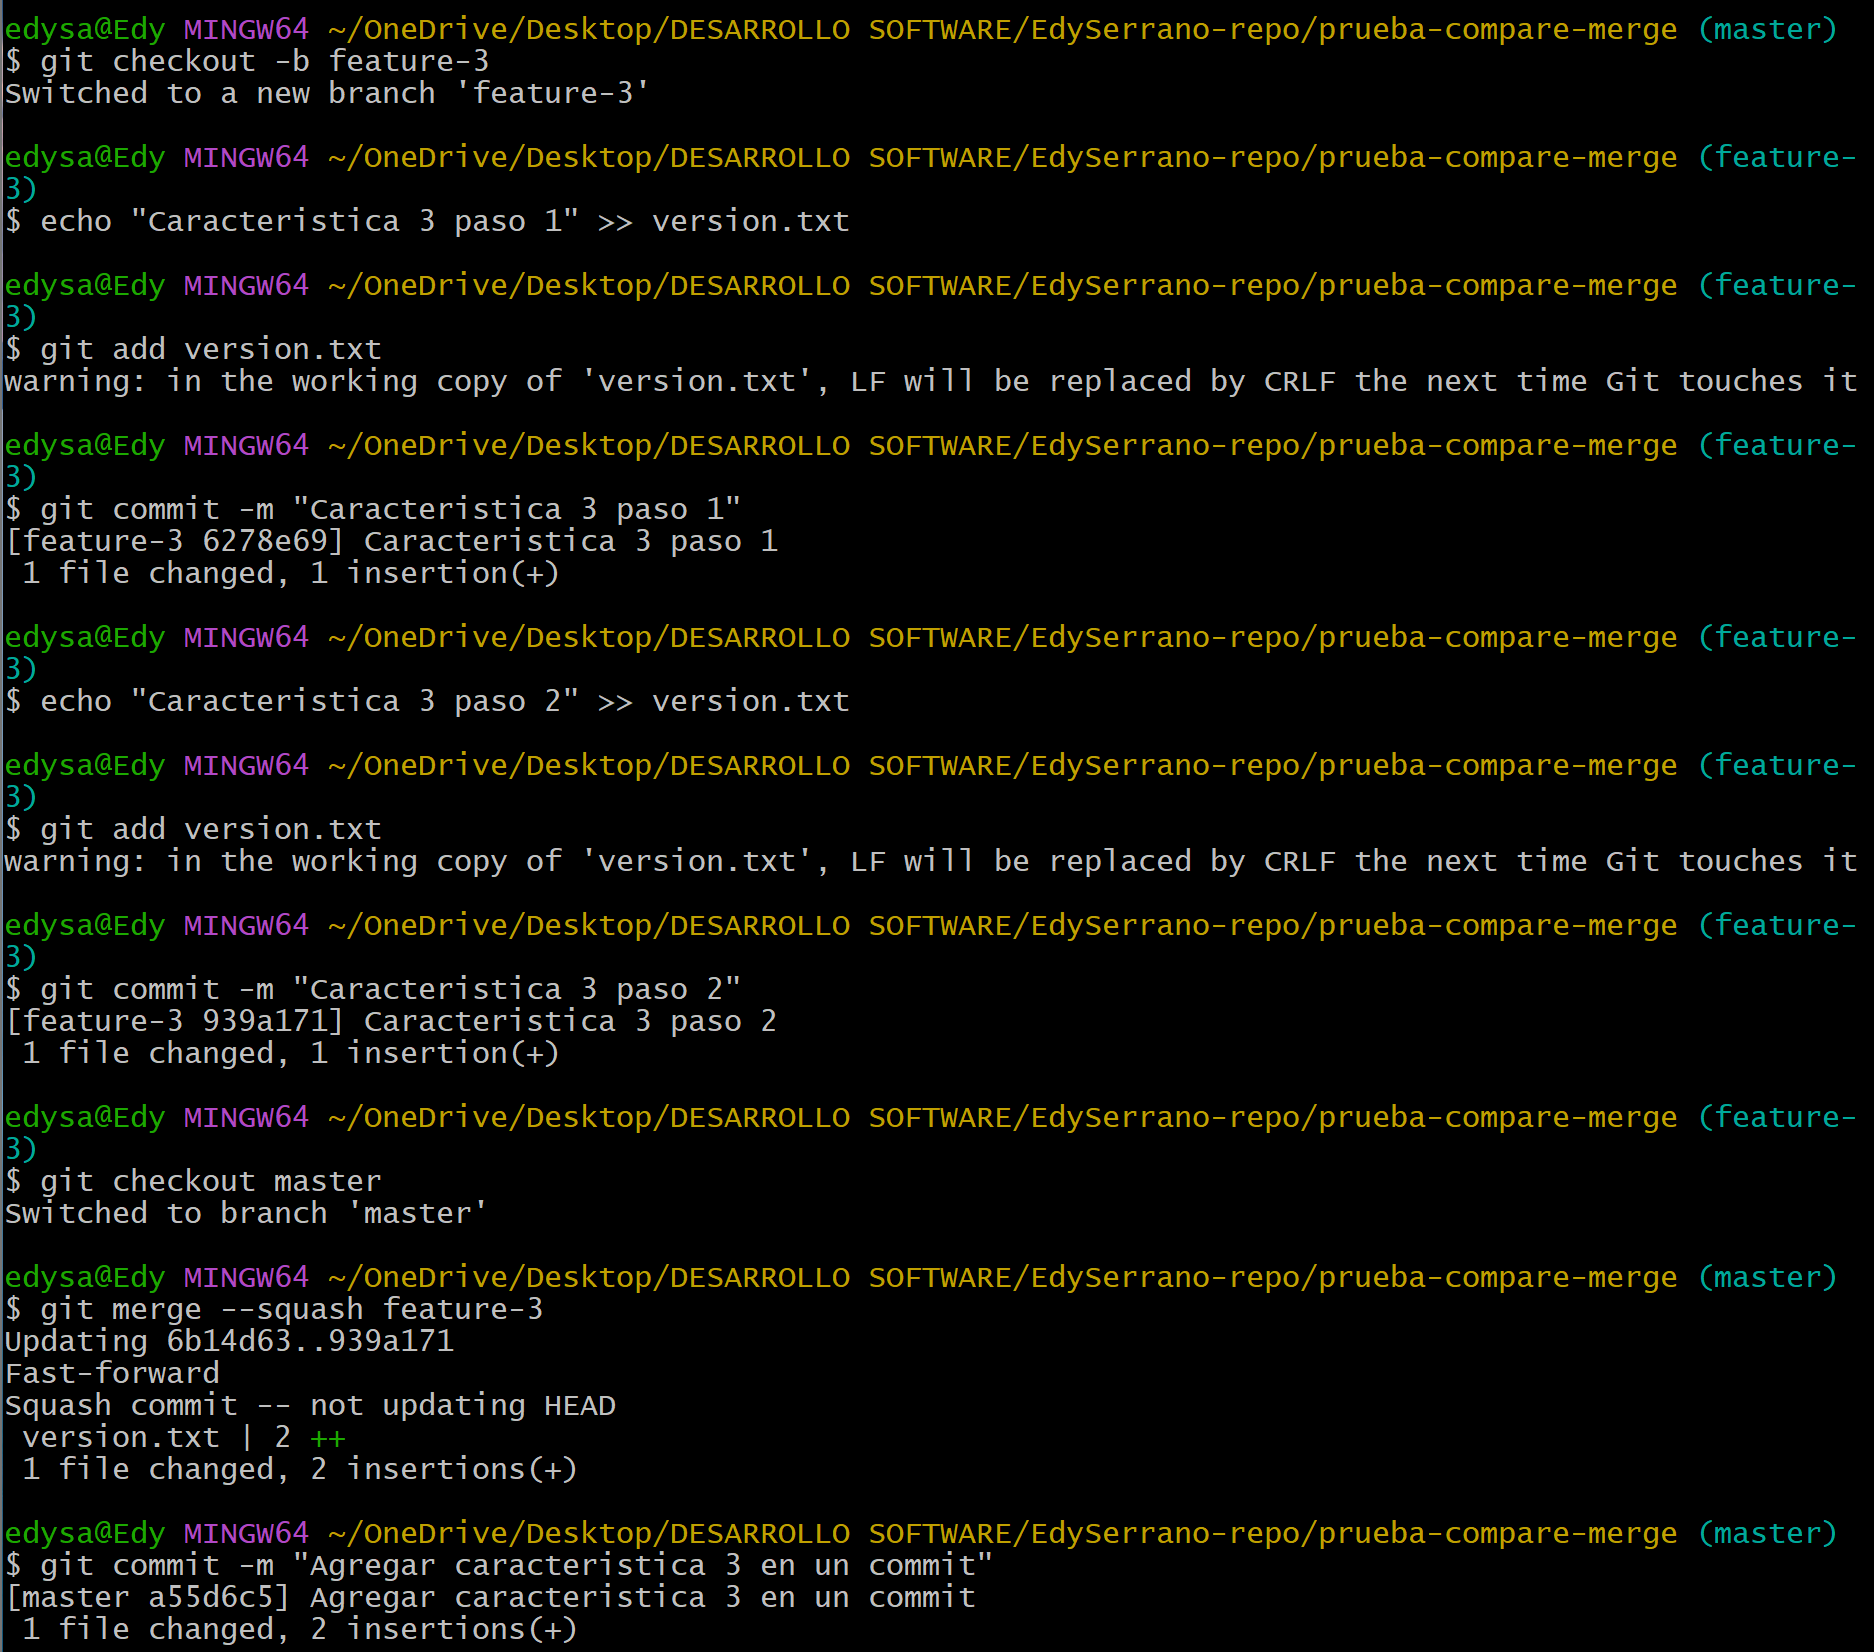 edysa@Edy MINGW64 ~/OneDrive/Desktop/DESARROLLO SOFTWARE/EdySerrano-repo/prueba-compare-merge (master)
$ git checkout -b feature-3
Switched to a new branch 'feature-3'
edysa@Edy MINGW64 ~/OneDrive/Desktop/DESARROLLO SOFTWARE/EdySerrano-repo/prueba-compare-merge (feature-
3)
$ echo "Caracteristica 3 paso 1" >> version.txt
edysa@Edy MINGW64 ~/OneDrive/Desktop/DESARROLLO SOFTWARE/EdySerrano-repo/prueba-compare-merge (feature-
3)
$ git add version.txt
warning: in the working copy of 'version.txt', LF will be replaced by CRLF the next time Git touches it
edysa@Edy MINGW64 ~/OneDrive/Desktop/DESARROLLO SOFTWARE/EdySerrano-repo/prueba-compare-merge (feature-
3)
$ git commit -m "Caracteristica 3 paso 1"
[feature-3 6278e69] Caracteristica 3 paso 1
 1 file changed, 1 insertion(+)
edysa@Edy MINGW64 ~/OneDrive/Desktop/DESARROLLO SOFTWARE/EdySerrano-repo/prueba-compare-merge (feature-
3)
$ echo "Caracteristica 3 paso 2" >> version.txt
edysa@Edy MINGW64 ~/OneDrive/Desktop/DESARROLLO SOFTWARE/EdySerrano-repo/prueba-compare-merge (feature-
3)
$ git add version.txt
warning: in the working copy of 'version.txt', LF will be replaced by CRLF the next time Git touches it
edysa@Edy MINGW64 ~/OneDrive/Desktop/DESARROLLO SOFTWARE/EdySerrano-repo/prueba-compare-merge (feature-
3)
$ git commit -m "Caracteristica 3 paso 2"
[feature-3 939a171] Caracteristica 3 paso 2
 1 file changed, 1 insertion(+)
edysa@Edy MINGW64 ~/OneDrive/Desktop/DESARROLLO SOFTWARE/EdySerrano-repo/prueba-compare-merge (feature-
3)
$ git checkout master
Switched to branch 'master'
edysa@Edy MINGW64 ~/OneDrive/Desktop/DESARROLLO SOFTWARE/EdySerrano-repo/prueba-compare-merge (master)
$ git merge --squash feature-3
Updating 6b14d63..939a171
Fast-forward
Squash commit -- not updating HEAD
 version.txt | 2 ++
 1 file changed, 2 insertions(+)
edysa@Edy MINGW64 ~/OneDrive/Desktop/DESARROLLO SOFTWARE/EdySerrano-repo/prueba-compare-merge (master)
$ git commit -m "Agregar caracteristica 3 en un commit"
[master a55d6c5] Agregar caracteristica 3 en un commit
 1 file changed, 2 insertions(+)